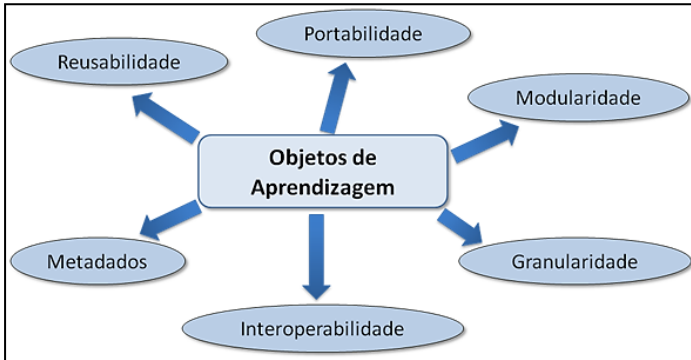 Portabilidade
Reusabilidade
Modularidade
Objetos de
Aprendizagem
Metadados
Granularidade
Interoperabilidade